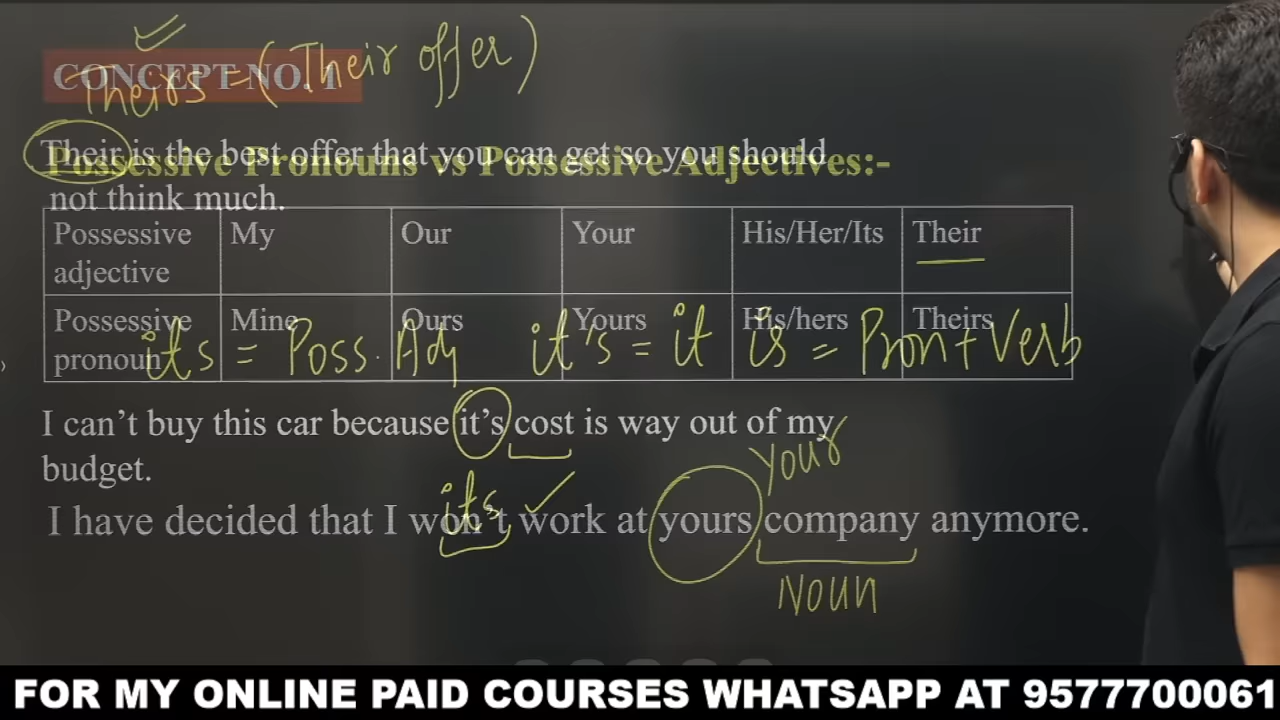 Theirs = (Their offer)
CONCEPT NO. 1
Their is the best offer that you can get so you should
Possessive Pronouns vs Possessive Adjectives:-
not think much.
Possessive adjective My Our Your His/Her/Its Their
Possessive pronoun Mine Ours Yours His/hers Theirs
its = Poss. Adj it's = it is = Pron + Verb
I can't buy this car because it's cost is way out of my
budget.
your
its
I have decided that I won't work at yours company anymore.
Noun
FOR MY ONLINE PAID COURSES WHATSAPP AT 9577700061